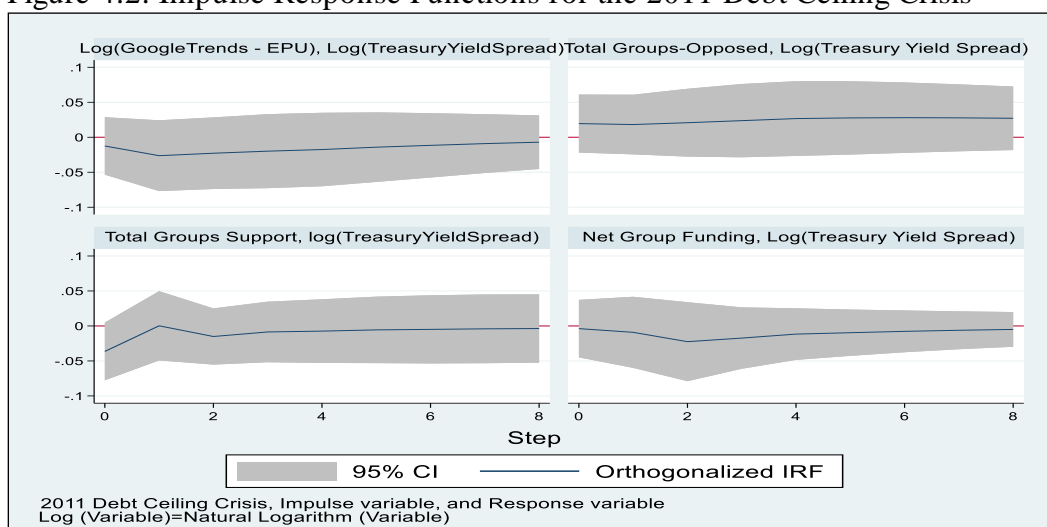 Figure 4.2: Impulse Response Functions for the 2011 Debt Ceiling Crisis
Log(GoogleTrends - EPU), Log(TreasuryYieldSpread)
Total Groups-Opposed, Log(Treasury Yield Spread)
.1
.05
0
-.05
-.1
Total Groups Support, log(TreasuryYieldSpread)
Net Group Funding, Log(Treasury Yield Spread)
.1
.05
0
-.05
-.1
0 2 4 6 8
0 2 4 6 8
Step
95% CI
Orthogonalized IRF
2011 Debt Ceiling Crisis, Impulse variable, and Response variable
Log (Variable)=Natural Logarithm (Variable)